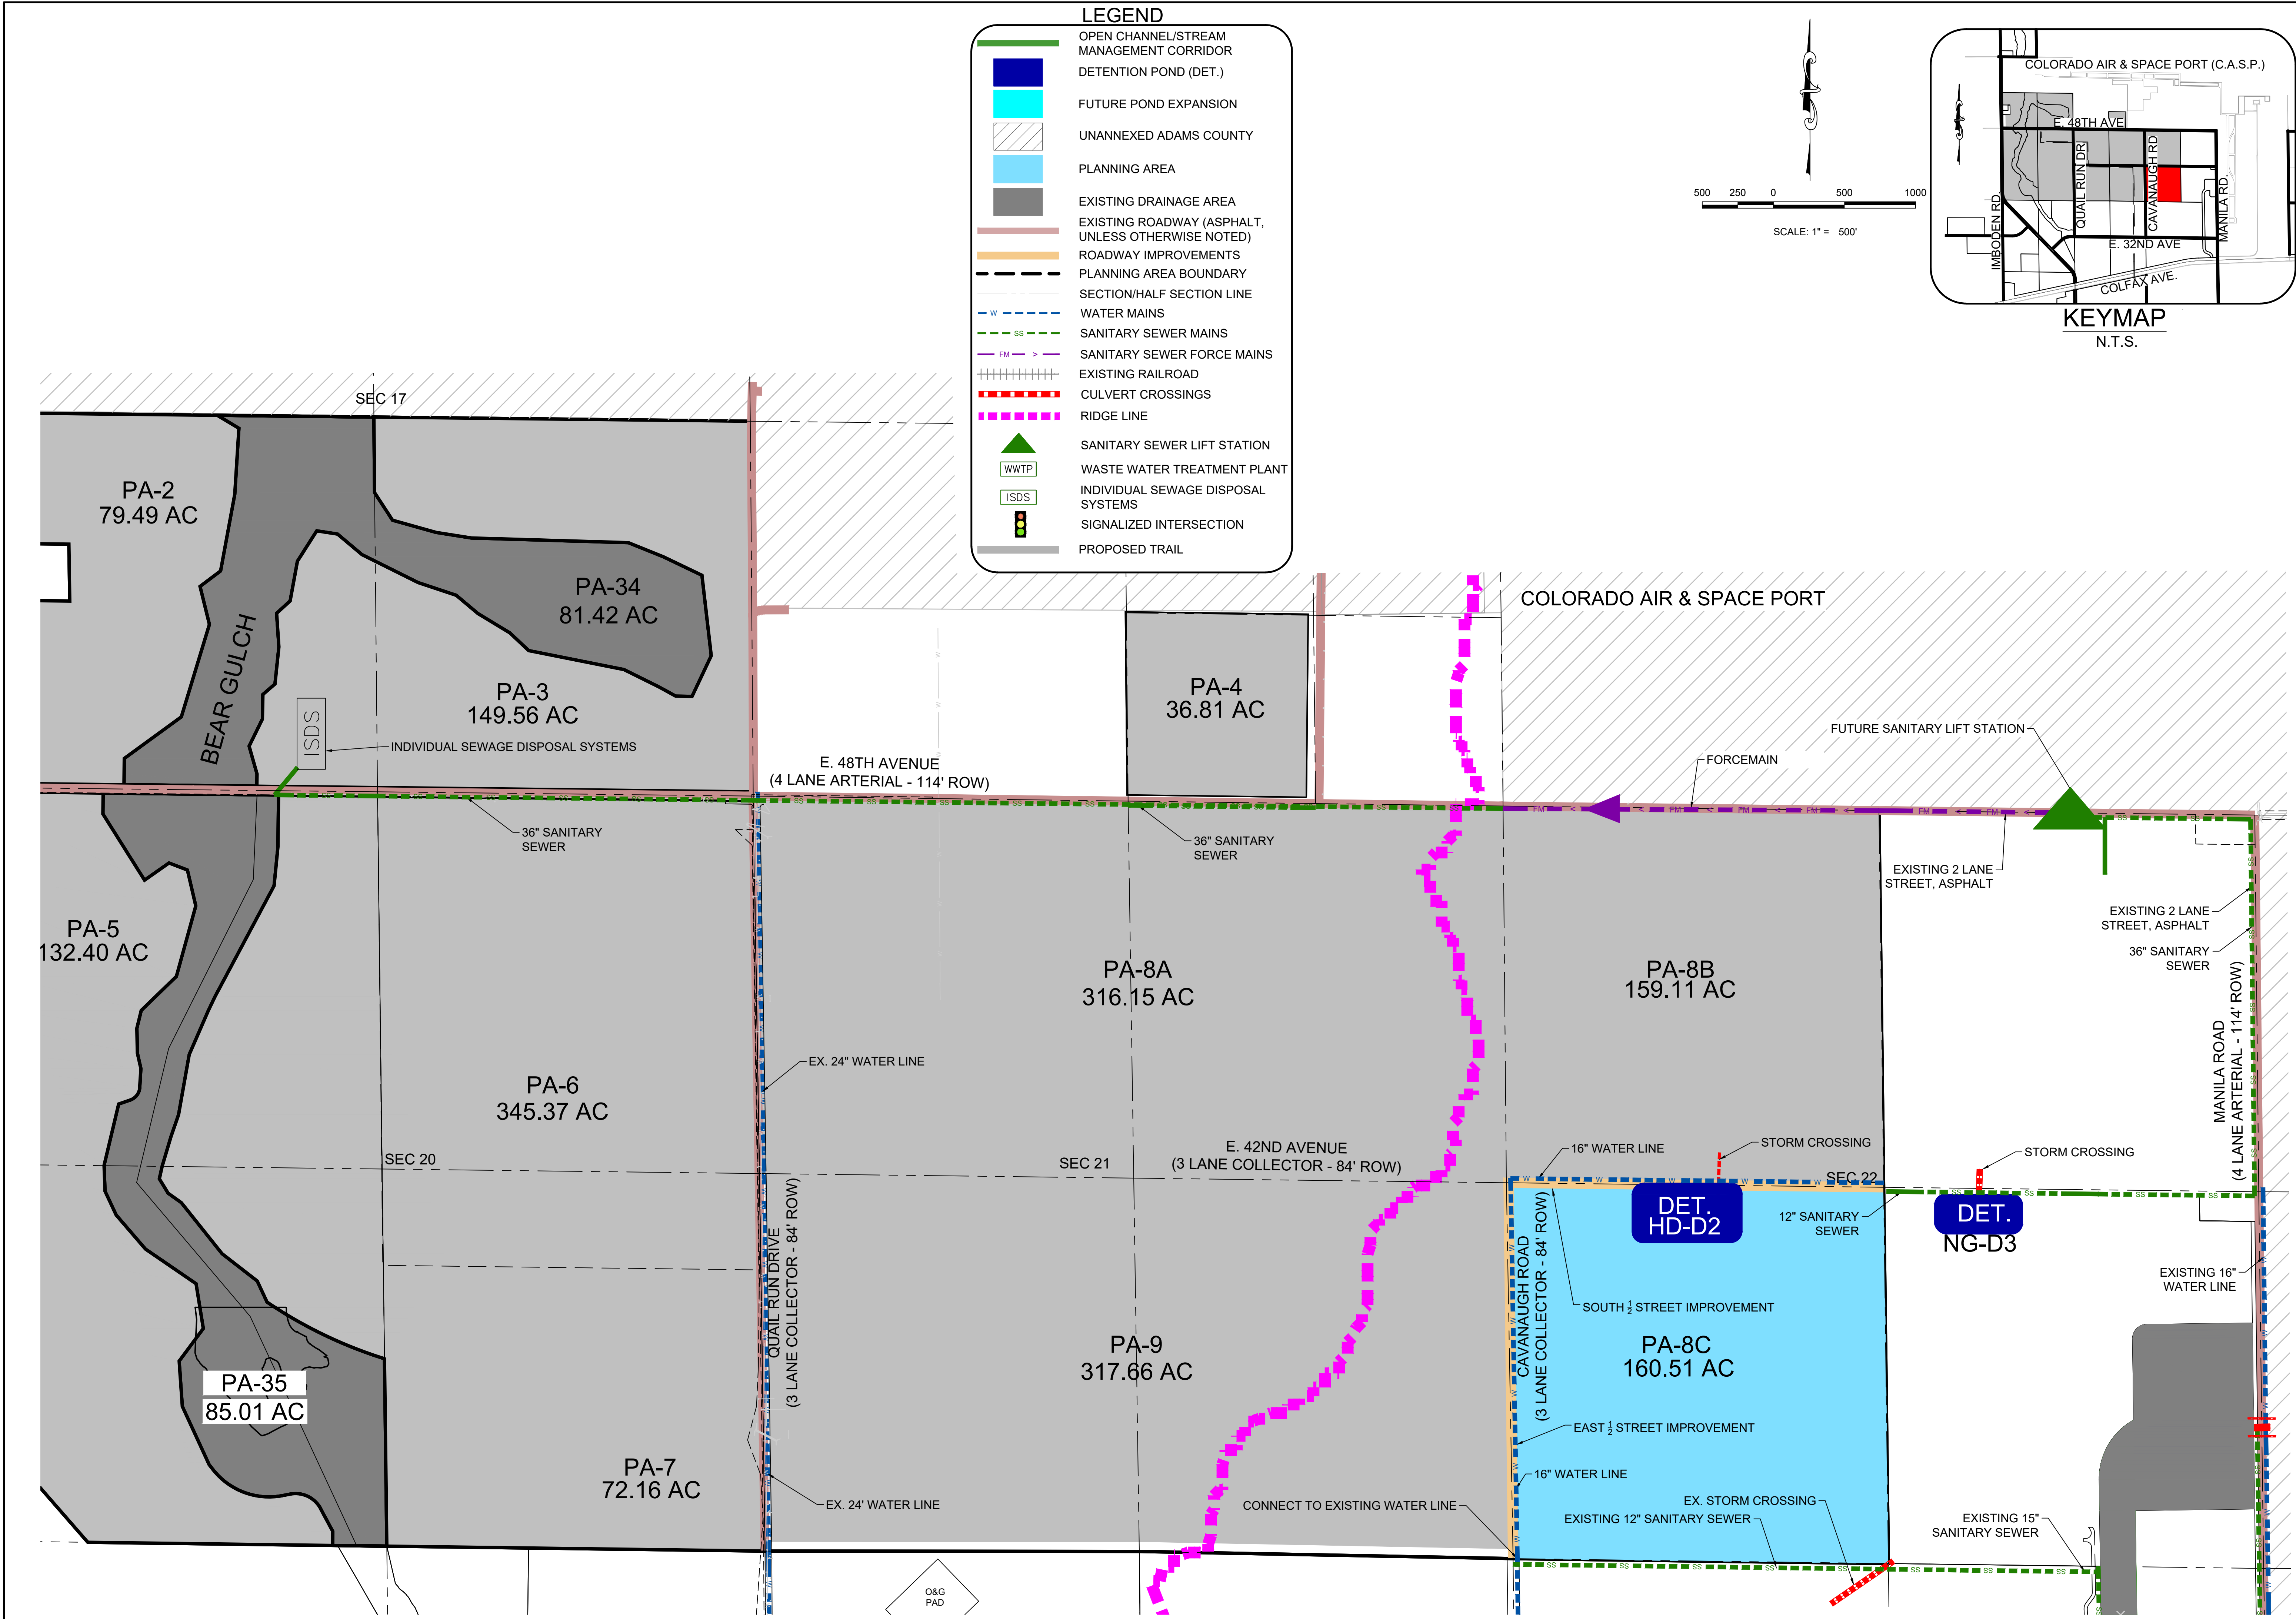 LEGEND
OPEN CHANNEL/STREAM
MANAGEMENT CORRIDOR
DETENTION POND (DET.)
FUTURE POND EXPANSION
UNANNEXED ADAMS COUNTY
PLANNING AREA
EXISTING DRAINAGE AREA
EXISTING ROADWAY (ASPHALT,
UNLESS OTHERWISE NOTED)
ROADWAY IMPROVEMENTS
PLANNING AREA BOUNDARY
SECTION/HALF SECTION LINE
W
WATER MAINS
SS
SANITARY SEWER MAINS
FM >
SANITARY SEWER FORCE MAINS
EXISTING RAILROAD
CULVERT CROSSINGS
RIDGE LINE
SANITARY SEWER LIFT STATION
WWTP
WASTE WATER TREATMENT PLANT
ISDS
INDIVIDUAL SEWAGE DISPOSAL
SYSTEMS
SIGNALIZED INTERSECTION
PROPOSED TRAIL
500 250 0 500 1000
SCALE: 1" = 500'
COLORADO AIR & SPACE PORT (C.A.S.P.)
E. 48TH AVE
IMBODEN RD.
QUAIL RUN DR.
CAVANAUGH RD
MANILA RD.
E. 32ND AVE
COLFAX AVE.
KEYMAP
N.T.S.
SEC 17
PA-2
79.49 AC
PA-34
81.42 AC
BEAR GULCH
PA-3
149.56 AC
ISDS
INDIVIDUAL SEWAGE DISPOSAL SYSTEMS
COLORADO AIR & SPACE PORT
PA-4
36.81 AC
E. 48TH AVENUE
(4 LANE ARTERIAL - 114' ROW)
FUTURE SANITARY LIFT STATION
FORCEMAIN
36" SANITARY
SEWER
36" SANITARY
SEWER
EXISTING 2 LANE
STREET, ASPHALT
EXISTING 2 LANE
STREET, ASPHALT
36" SANITARY
SEWER
PA-5
132.40 AC
PA-8A
316.15 AC
PA-8B
159.11 AC
MANILA ROAD
(4 LANE ARTERIAL - 114' ROW)
EX. 24" WATER LINE
PA-6
345.37 AC
SEC 20
SEC 21
E. 42ND AVENUE
(3 LANE COLLECTOR - 84' ROW)
16" WATER LINE
STORM CROSSING
STORM CROSSING
SEC 22
DET.
HD-D2
12" SANITARY
SEWER
DET.
NG-D3
QUAIL RUN DRIVE
(3 LANE COLLECTOR - 84' ROW)
CAVANAUGH ROAD
(3 LANE COLLECTOR - 84' ROW)
EXISTING 16"
WATER LINE
SOUTH ½ STREET IMPROVEMENT
PA-9
317.66 AC
PA-8C
160.51 AC
PA-35
85.01 AC
EAST ½ STREET IMPROVEMENT
PA-7
72.16 AC
16" WATER LINE
EX. 24' WATER LINE
CONNECT TO EXISTING WATER LINE
EX. STORM CROSSING
EXISTING 12" SANITARY SEWER
EXISTING 15"
SANITARY SEWER
O&G
PAD